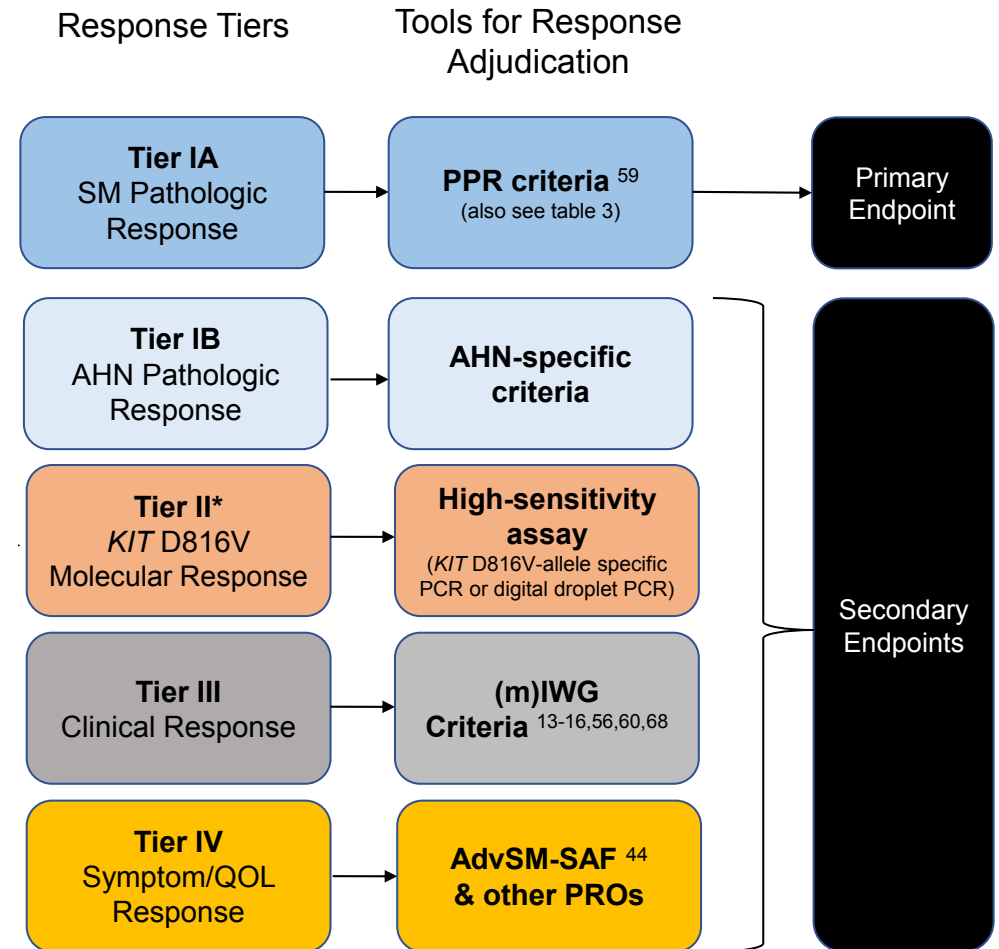 Response Tiers
Tools for Response
Adjudication
Tier IA
SM Pathologic
Response
PPR criteria 59
(also see table 3)
Primary
Endpoint
Tier IB
AHN Pathologic
Response
AHN-specific
criteria
Tier II*
KIT D816V
Molecular Response
High-sensitivity
assay
(KIT D816V-allele specific
PCR or digital droplet PCR)
Tier III
Clinical Response
(m)IWG
Criteria 13-16,56,60,68
Tier IV
Symptom/QOL
Response
AdvSM-SAF 44
& other PROs
Secondary
Endpoints